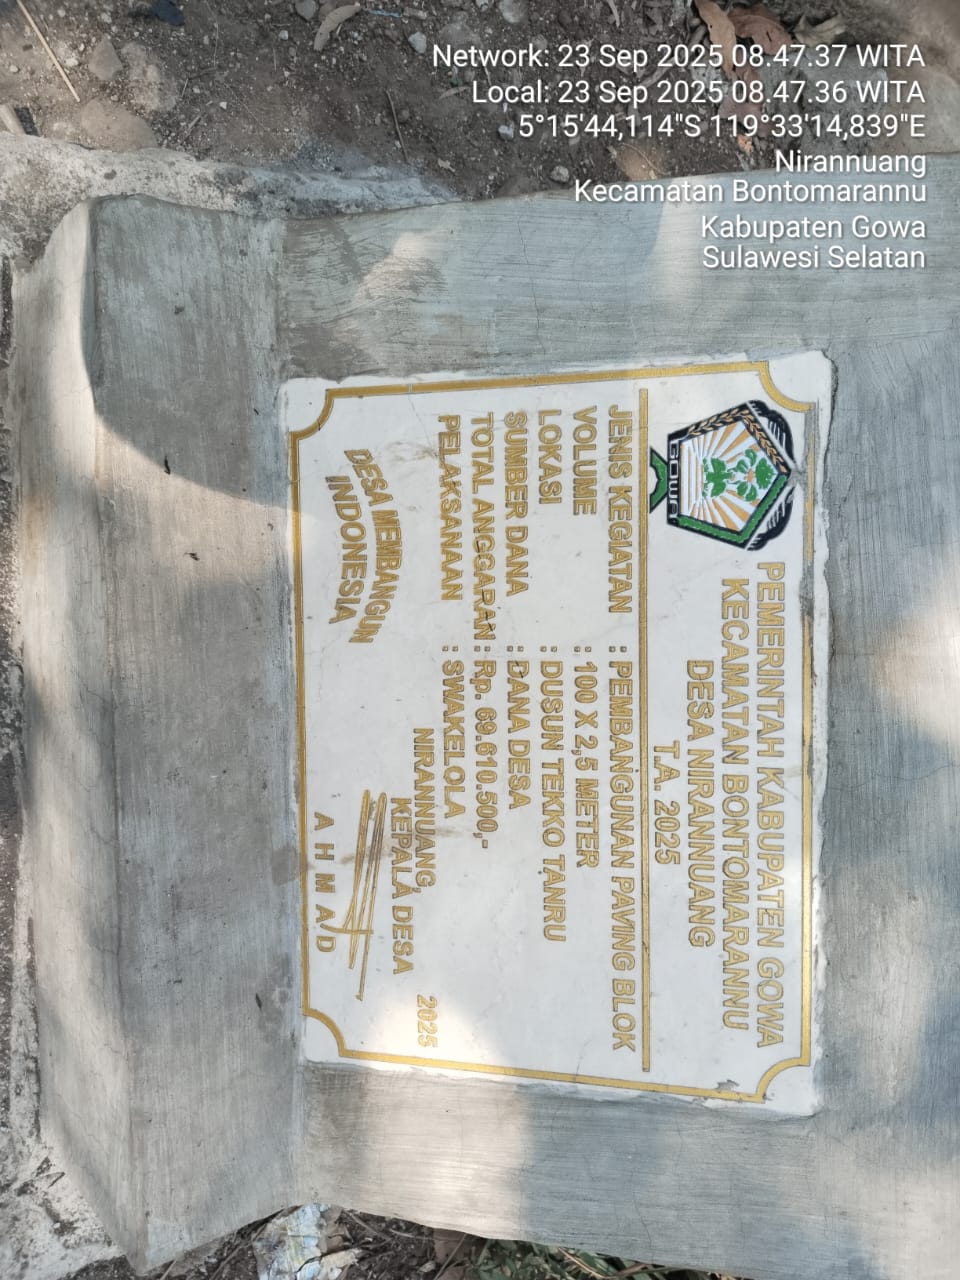 Network: 23 Sep 2025 08.47.37 WITA
Local: 23 Sep 2025 08.47.36 WITA
5°15'44,114"S 119°33'14,839"E
Nirannuang
Kecamatan Bontomarannu
Kabupaten Gowa
Sulawesi Selatan
GOWA
PEMERINTAH KABUPATEN GOWA
KECAMATAN BONTOMARANNU
DESA NIRANNUANG
T.A. 2025
JENIS KEGIATAN : PEMBANGUNAN PAVING BLOK
VOLUME : 100 X 2,5 METER
LOKASI : DUSUN TEKKO TANRU
SUMBER DANA : DANA DESA
TOTAL ANGGARAN : Rp. 69.610.500,-
PELAKSANAAN : SWAKELOLA
NIRANNUANG, 2025
KEPALA DESA
DESA MEMBANGUN
INDONESIA
A H M A D